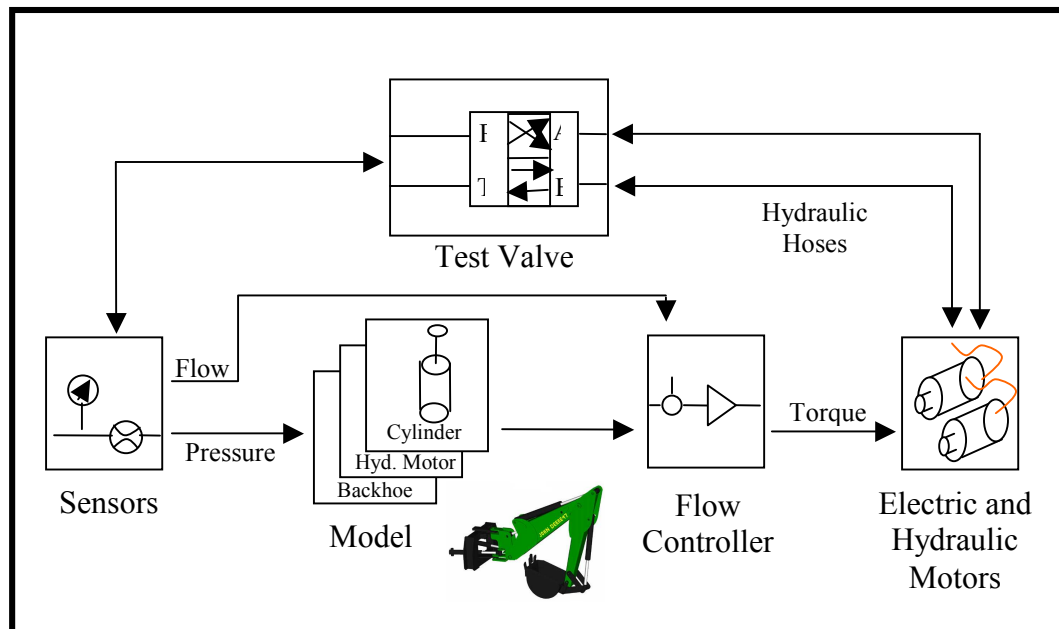 Test Valve
Hydraulic
Hoses
Flow
Pressure
Cylinder
Hyd. Motor
Backhoe
Torque
Sensors
Model
Flow
Controller
Electric and
Hydraulic
Motors